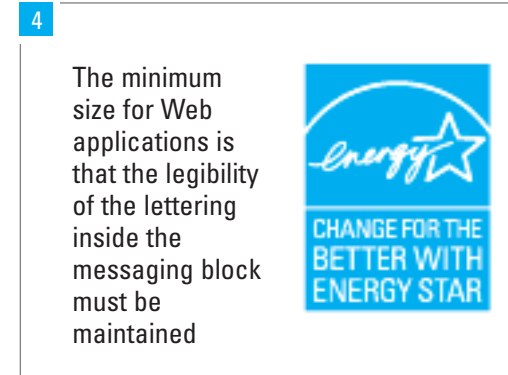 4
The minimum
size for Web
applications is
that the legibility
of the lettering
inside the
messaging block
must be
maintained
energy
CHANGE FOR THE
BETTER WITH
ENERGY STAR